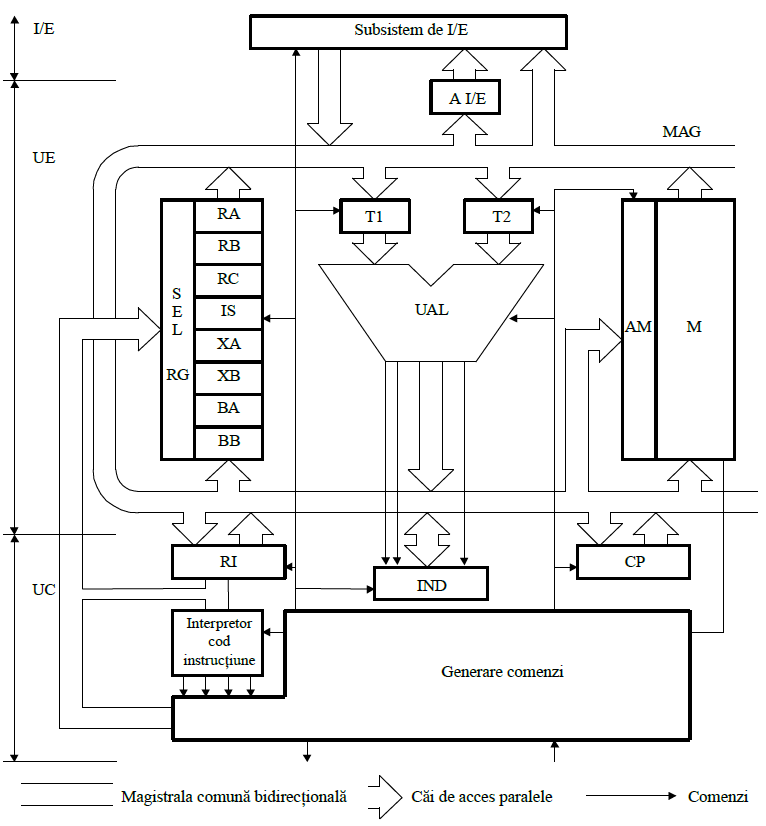 Subsistem de I/E
I/E
A I/E
MAG
UE
RA
T1
T2
RB
RC
S
E
L
RG
IS
UAL
AM
M
XA
XB
BA
BB
RI
CP
UC
IND
Interpretor
cod
instrucțiune
Generare comenzi
Magistrala comună bidirecțională
Căi de acces paralele
Comenzi